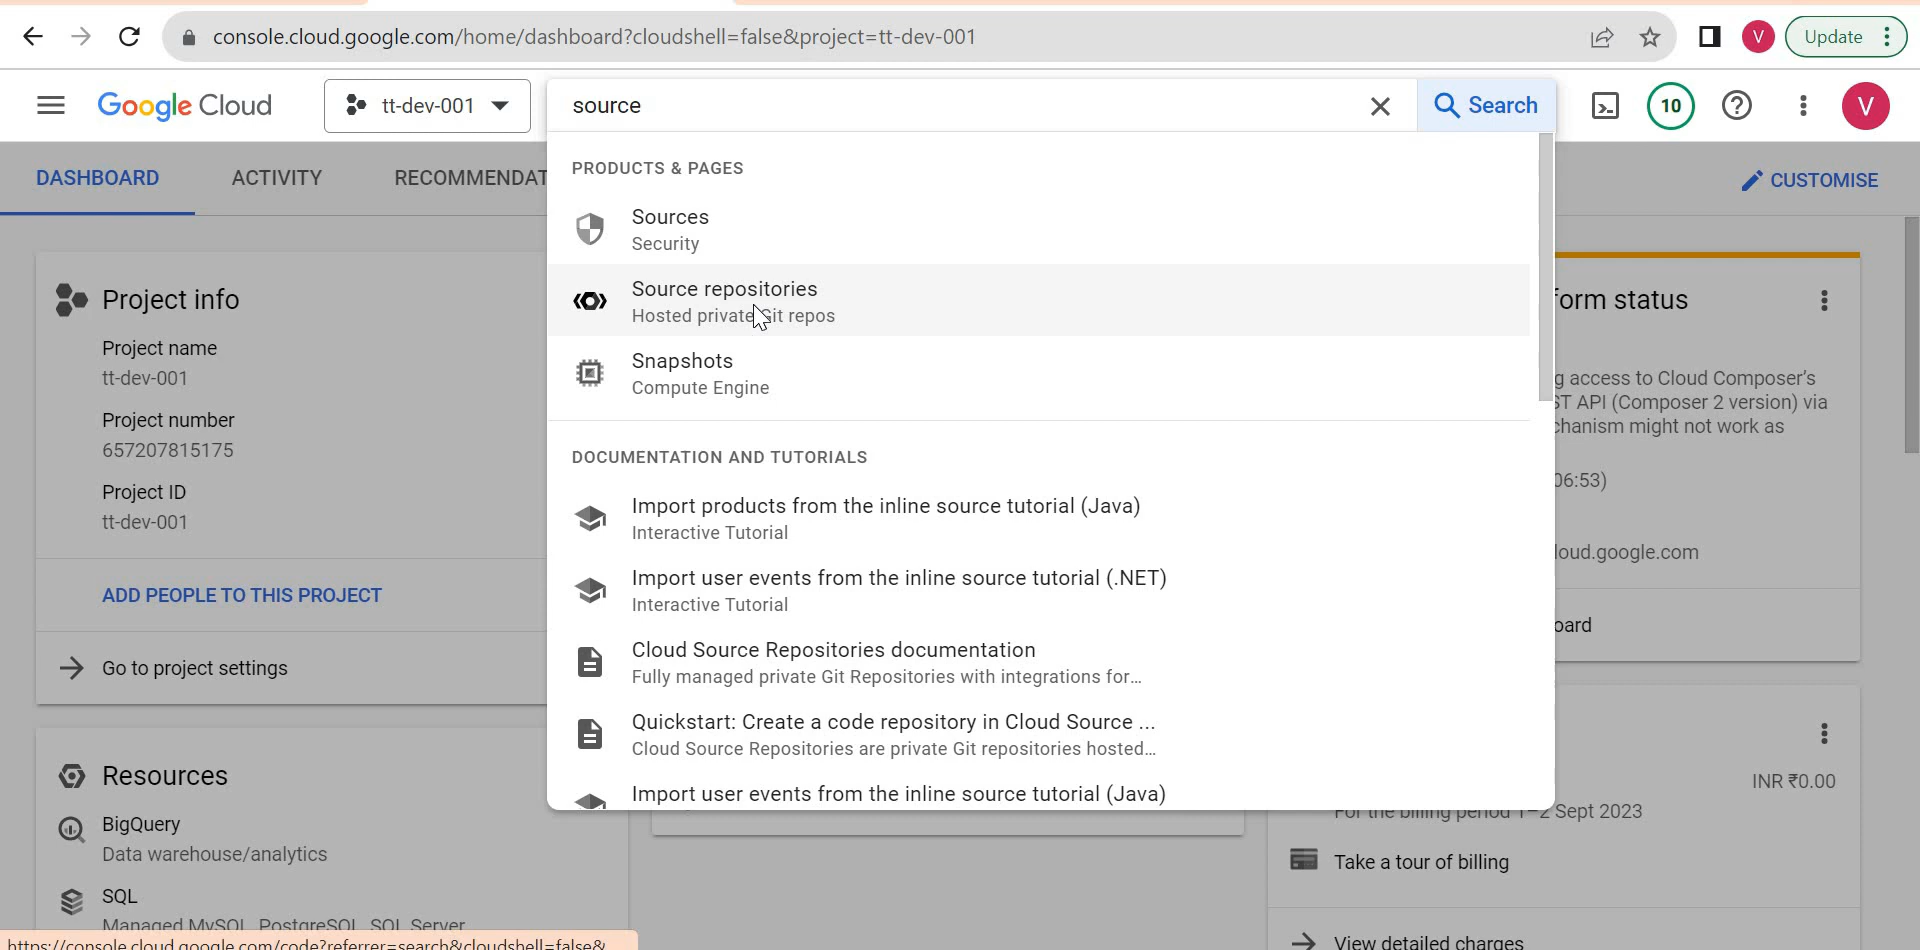 console.cloud.google.com/home/dashboard?cloudshell=false&project=tt-dev-001
V
Update
Google Cloud
tt-dev-001
source
Search
10
V
DASHBOARD
ACTIVITY
RECOMMENDAT
CUSTOMISE
PRODUCTS & PAGES
Sources
Security
Source repositories
Hosted private Git repos
Snapshots
Compute Engine
DOCUMENTATION AND TUTORIALS
Import products from the inline source tutorial (Java)
Interactive Tutorial
Import user events from the inline source tutorial (.NET)
Interactive Tutorial
Cloud Source Repositories documentation
Fully managed private Git Repositories with integrations for...
Quickstart: Create a code repository in Cloud Source ...
Cloud Source Repositories are private Git repositories hosted...
Import user events from the inline source tutorial (Java)
Project info
Project name
tt-dev-001
Project number
657207815175
Project ID
tt-dev-001
ADD PEOPLE TO THIS PROJECT
Go to project settings
Resources
BigQuery
Data warehouse/analytics
SQL
Managed MySQL, PostgreSQL, SQL Server
form status
g access to Cloud Composer's
ST API (Composer 2 version) via
chanism might not work as
06:53)
loud.google.com
oard
INR ₹0.00
For the billing period 1–2 Sept 2023
Take a tour of billing
View detailed charges
https://console.cloud.google.com/code?referrer=search&cloudshell=false&